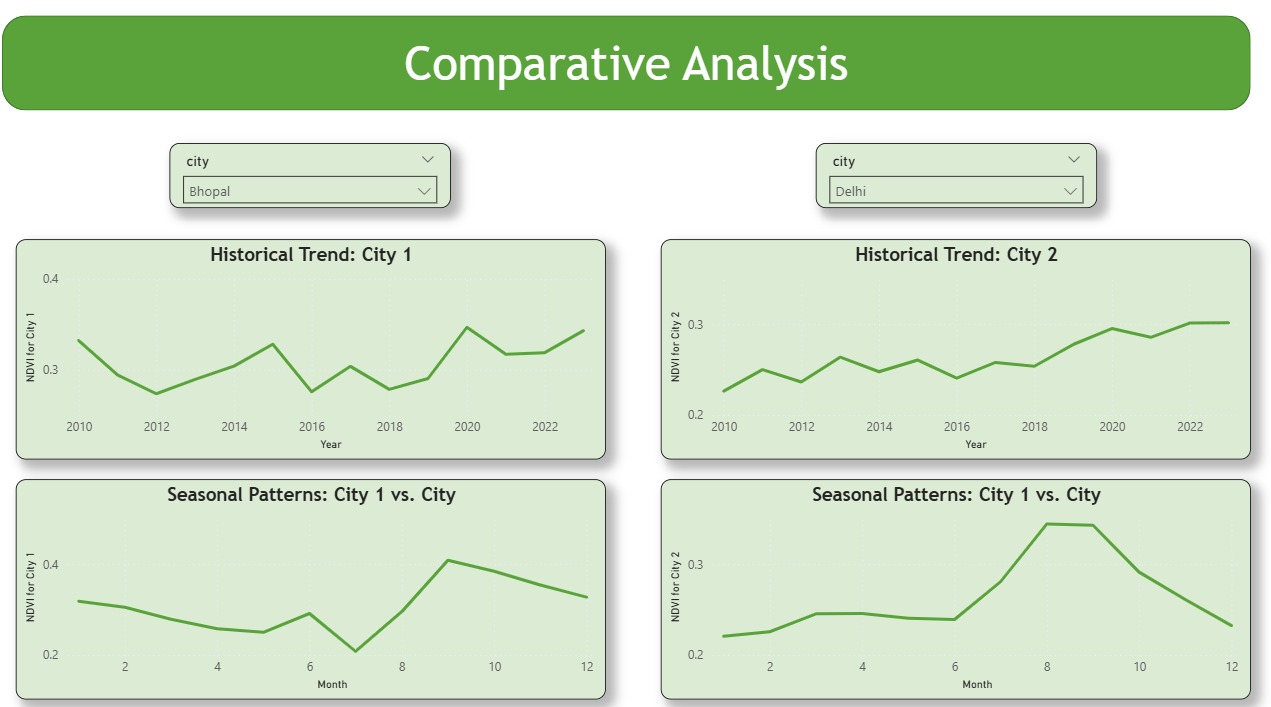 Comparative Analysis
city
Bhopal
city
Delhi
Historical Trend: City 1
NDVI for City 1
0.4
0.3
2010 2012 2014 2016 2018 2020 2022
Year
Historical Trend: City 2
NDVI for City 2
0.3
0.2
2010 2012 2014 2016 2018 2020 2022
Year
Seasonal Patterns: City 1 vs. City
NDVI for City 1
0.4
0.2
2 4 6 8 10 12
Month
Seasonal Patterns: City 1 vs. City
NDVI for City 2
0.3
0.2
2 4 6 8 10 12
Month